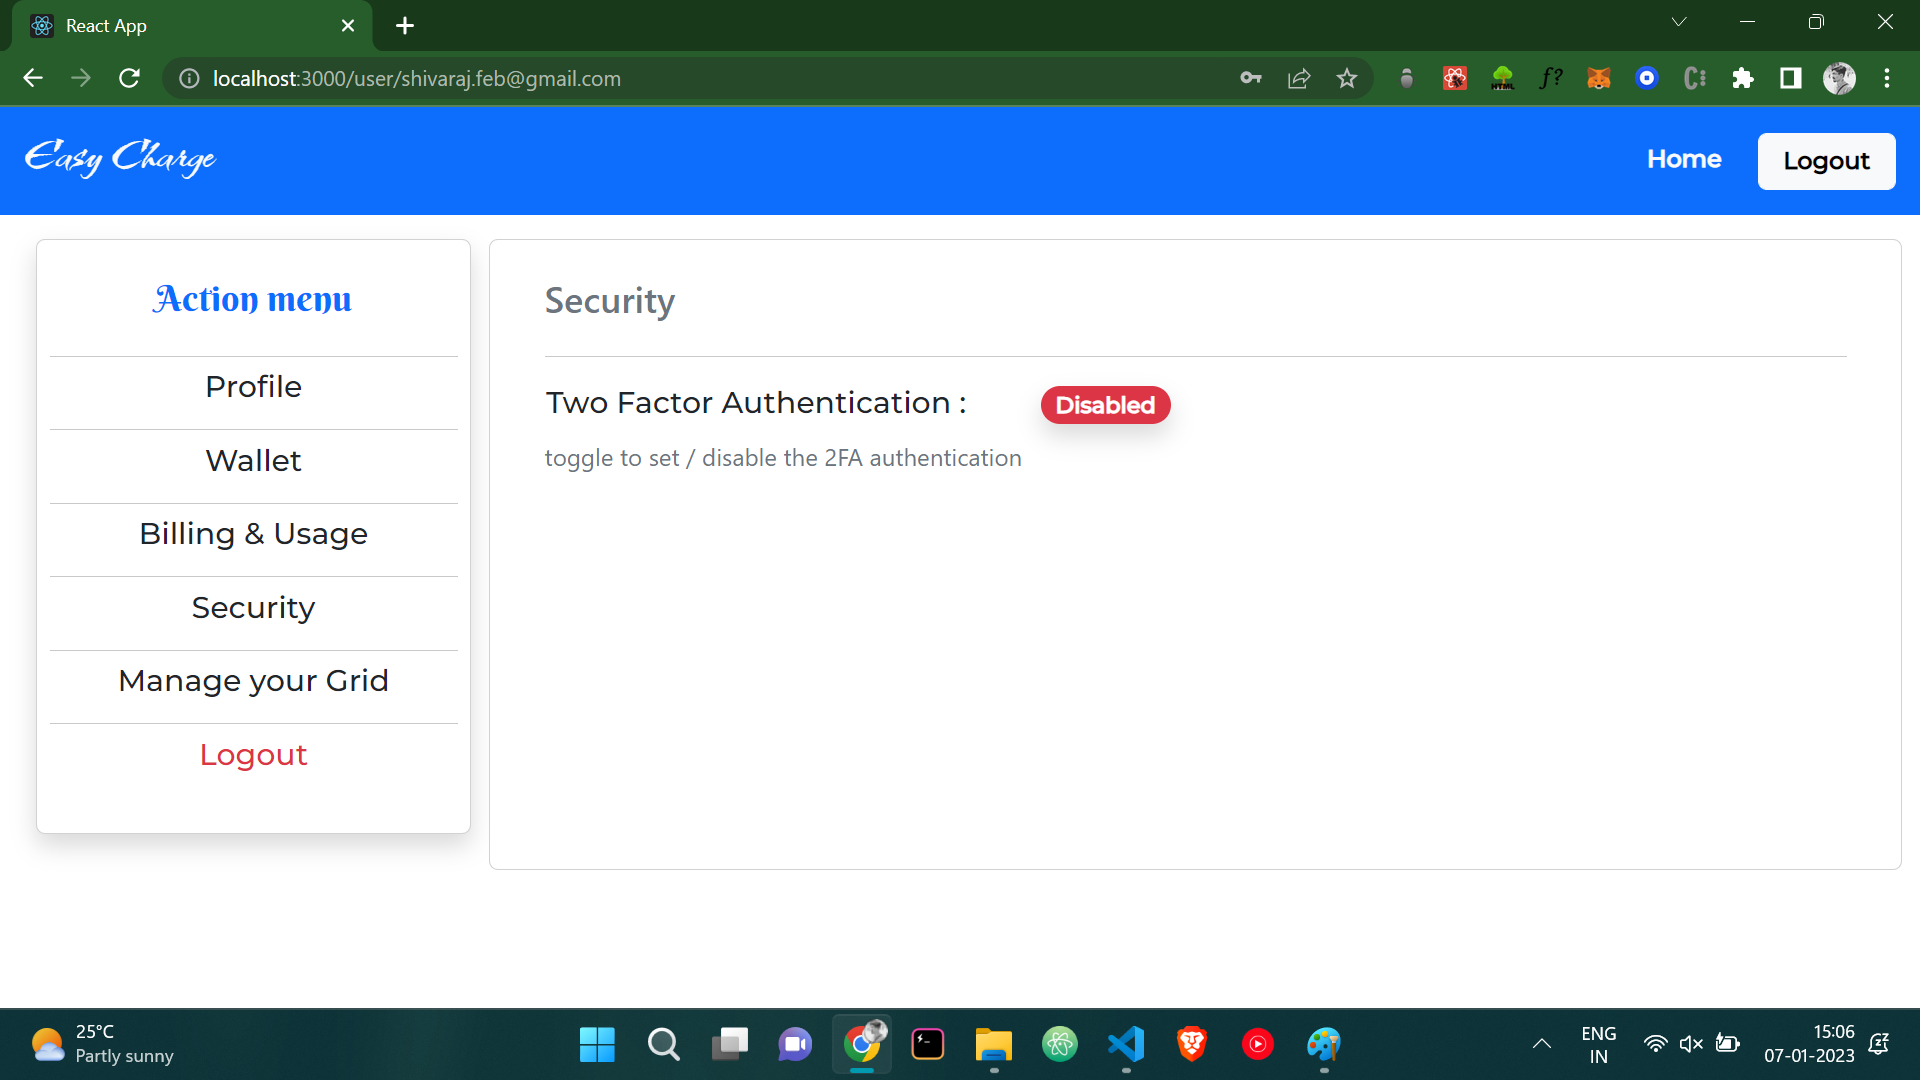 React App
localhost:3000/user/shivaraj.feb@gmail.com
Easy Charge
Home
Logout
Action menu
Profile
Wallet
Billing & Usage
Security
Manage your Grid
Logout
Security
Two Factor Authentication :
Disabled
toggle to set / disable the 2FA authentication
25°C
Partly sunny
ENG
IN
15:06
07-01-2023